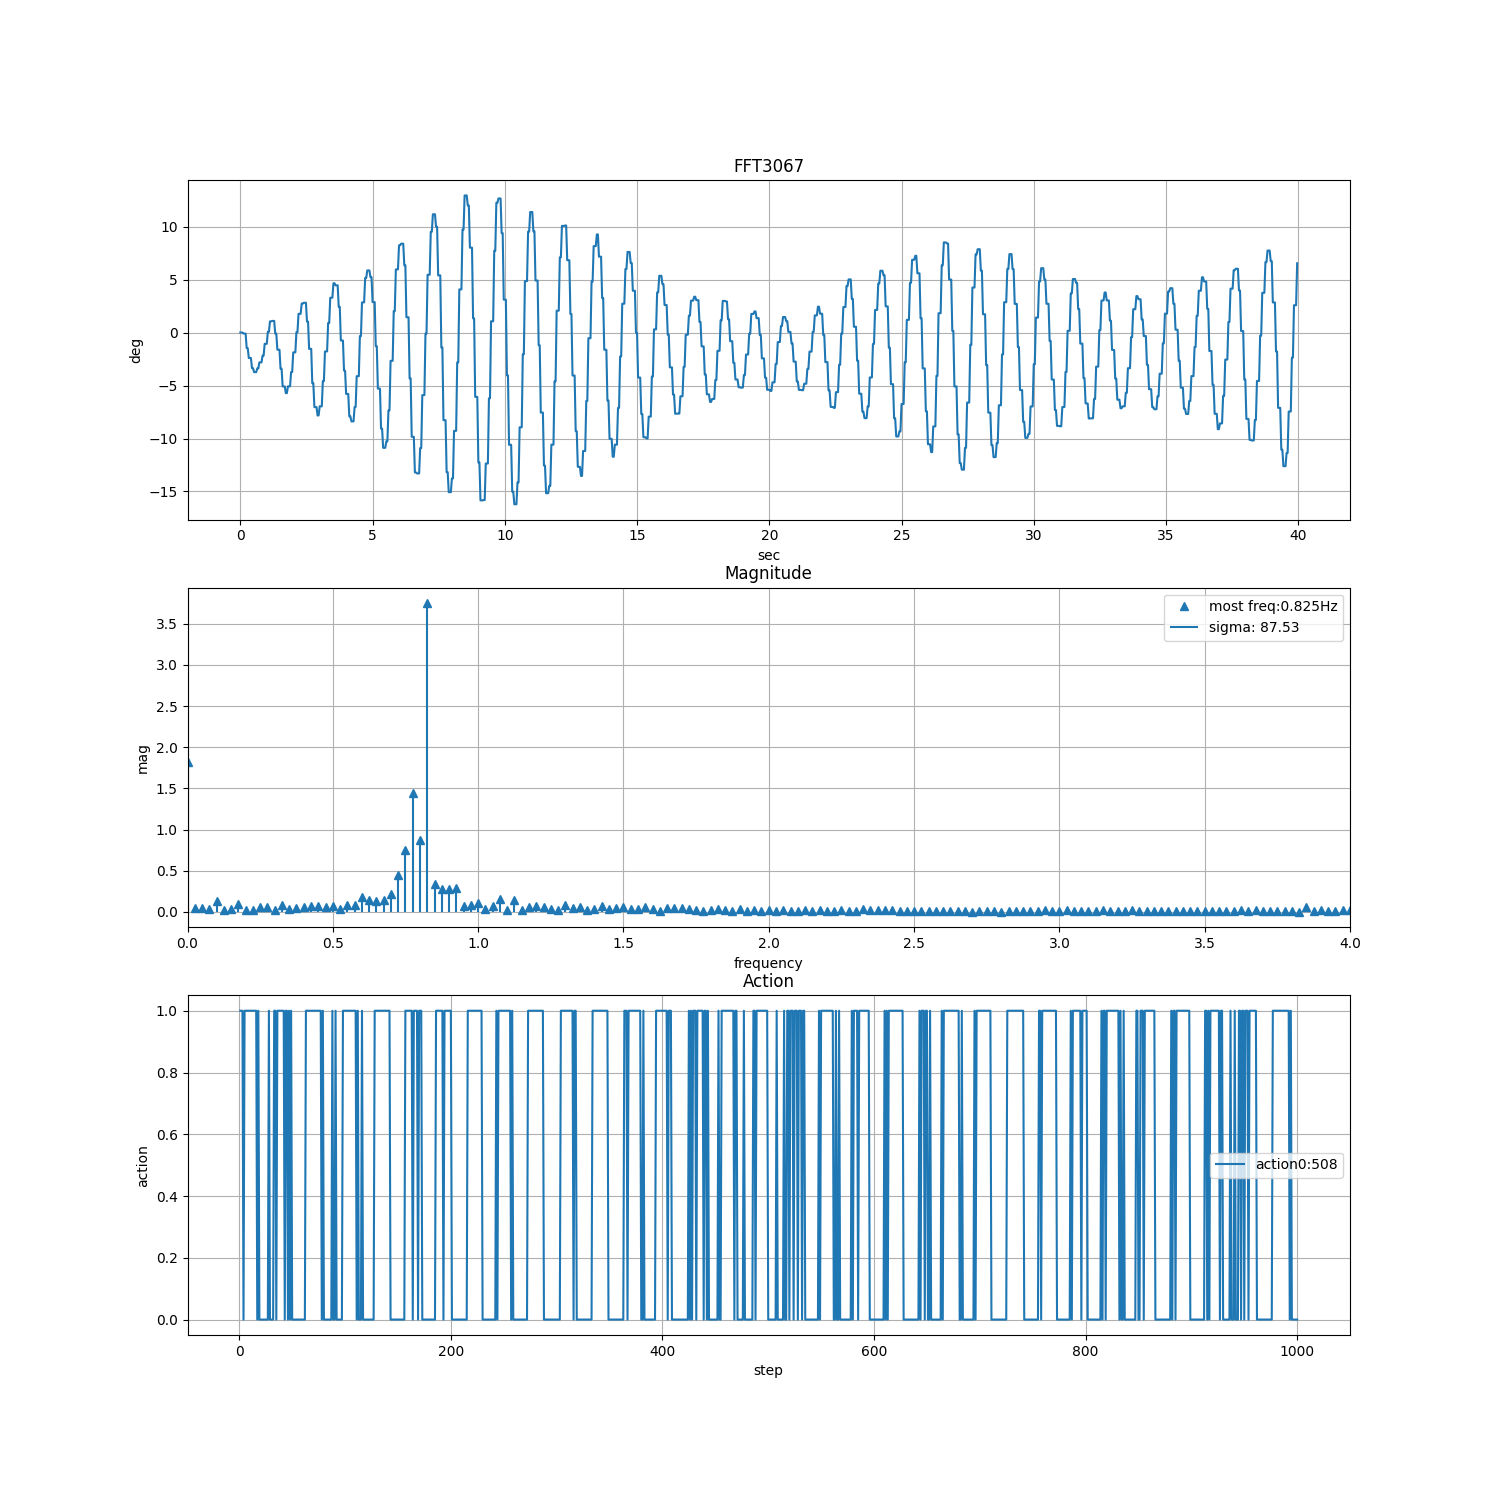 FFT3067
10
5
0
−5
−10
−15
deg
0 5 10 15 20 25 30 35 40
sec
Magnitude
most freq:0.825Hz
sigma: 87.53
3.5
3.0
2.5
2.0
1.5
1.0
0.5
0.0
mag
0.0 0.5 1.0 1.5 2.0 2.5 3.0 3.5 4.0
frequency
Action
1.0
0.8
0.6
0.4
0.2
0.0
action
action0:508
0 200 400 600 800 1000
step